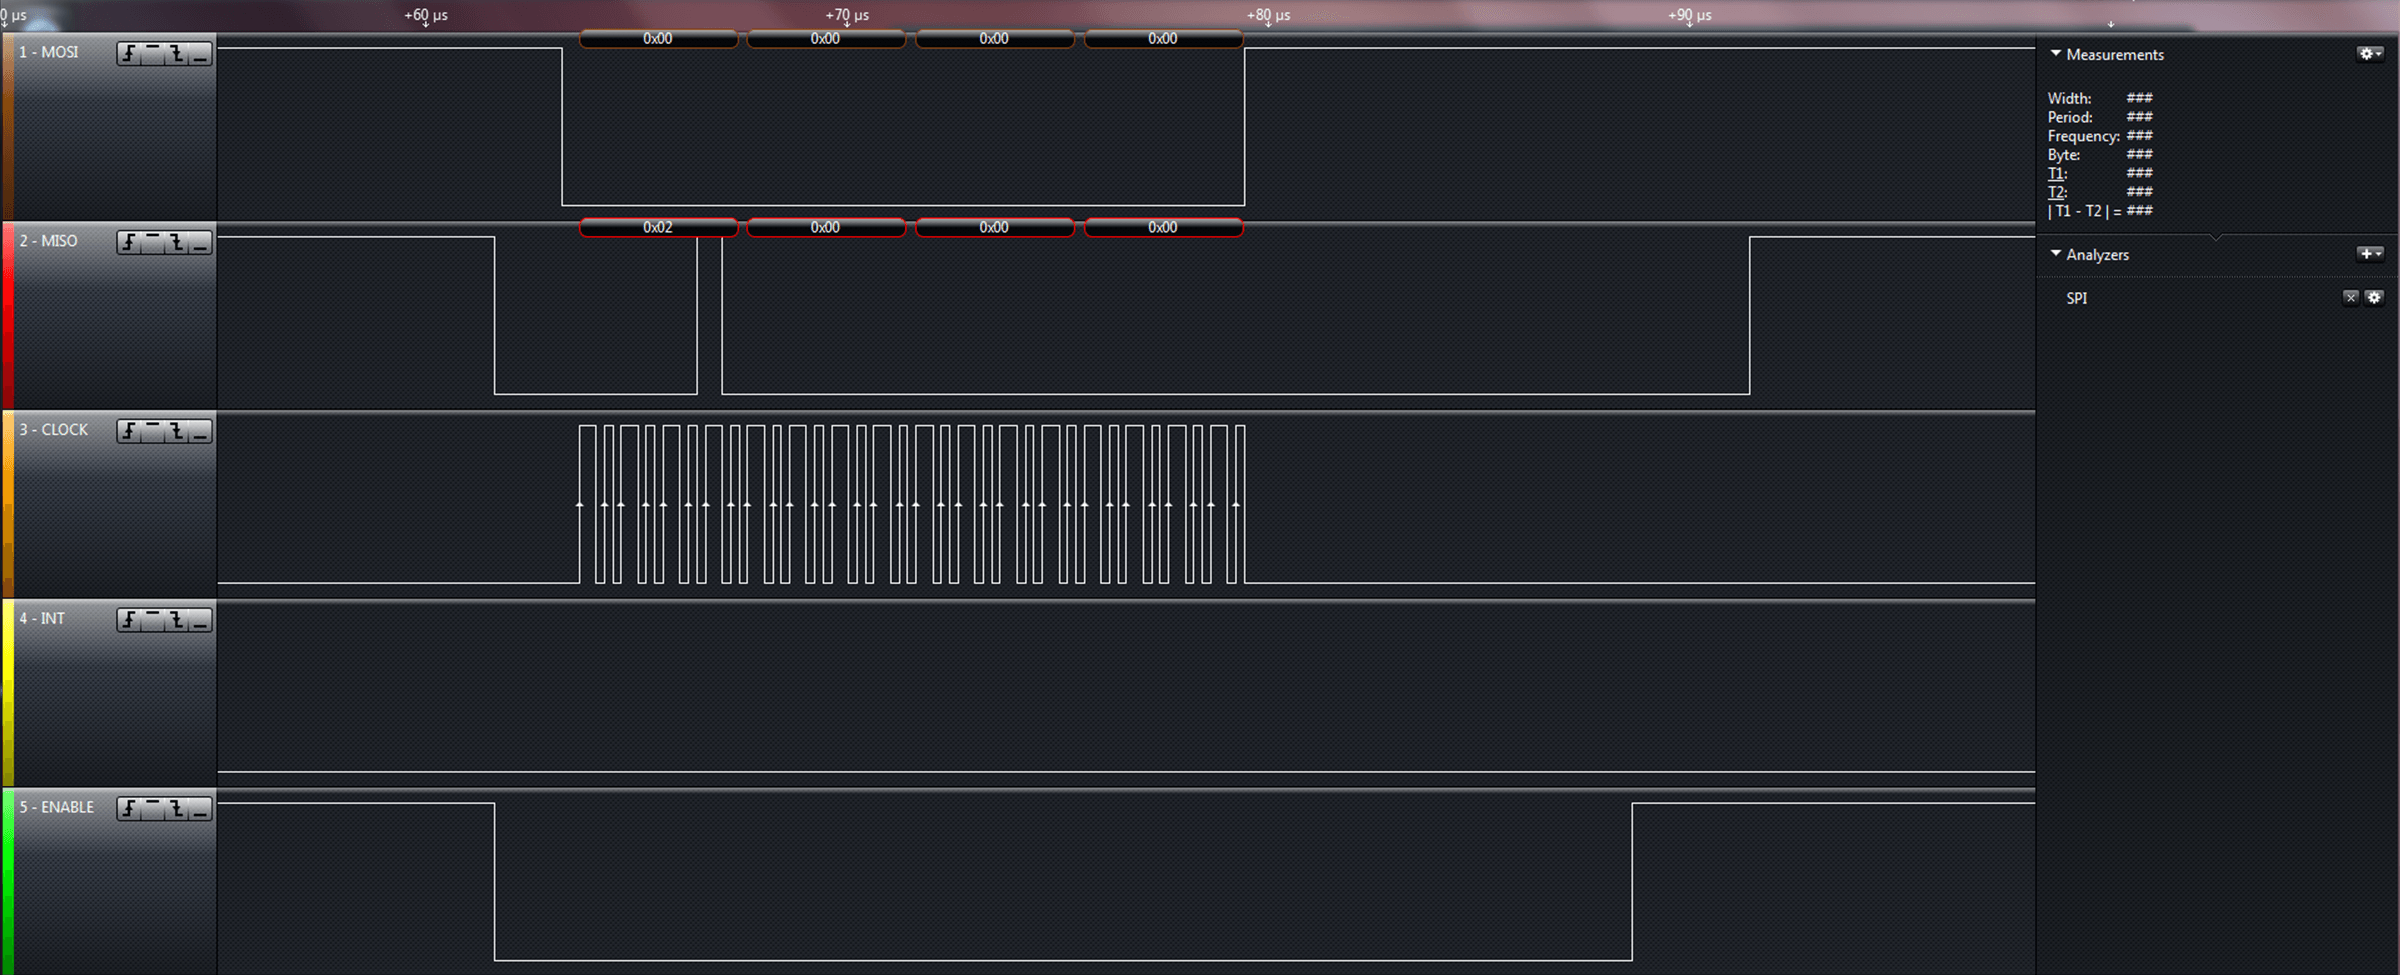 0 µs +60 µs +70 µs +80 µs +90 µs
1 - MOSI
0x00 0x00 0x00 0x00
2 - MISO
0x02 0x00 0x00 0x00
3 - CLOCK
4 - INT
5 - ENABLE
Measurements
Width: ###
Period: ###
Frequency: ###
Byte: ###
T1: ###
T2: ###
| T1 - T2 | = ###
Analyzers
SPI